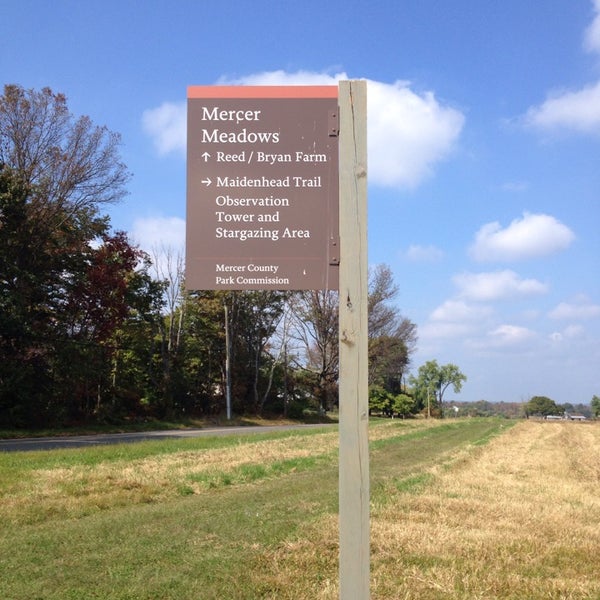 Mercer
Meadows
↑ Reed / Bryan Farm
→ Maidenhead Trail
Observation
Tower and
Stargazing Area
Mercer County
Park Commission